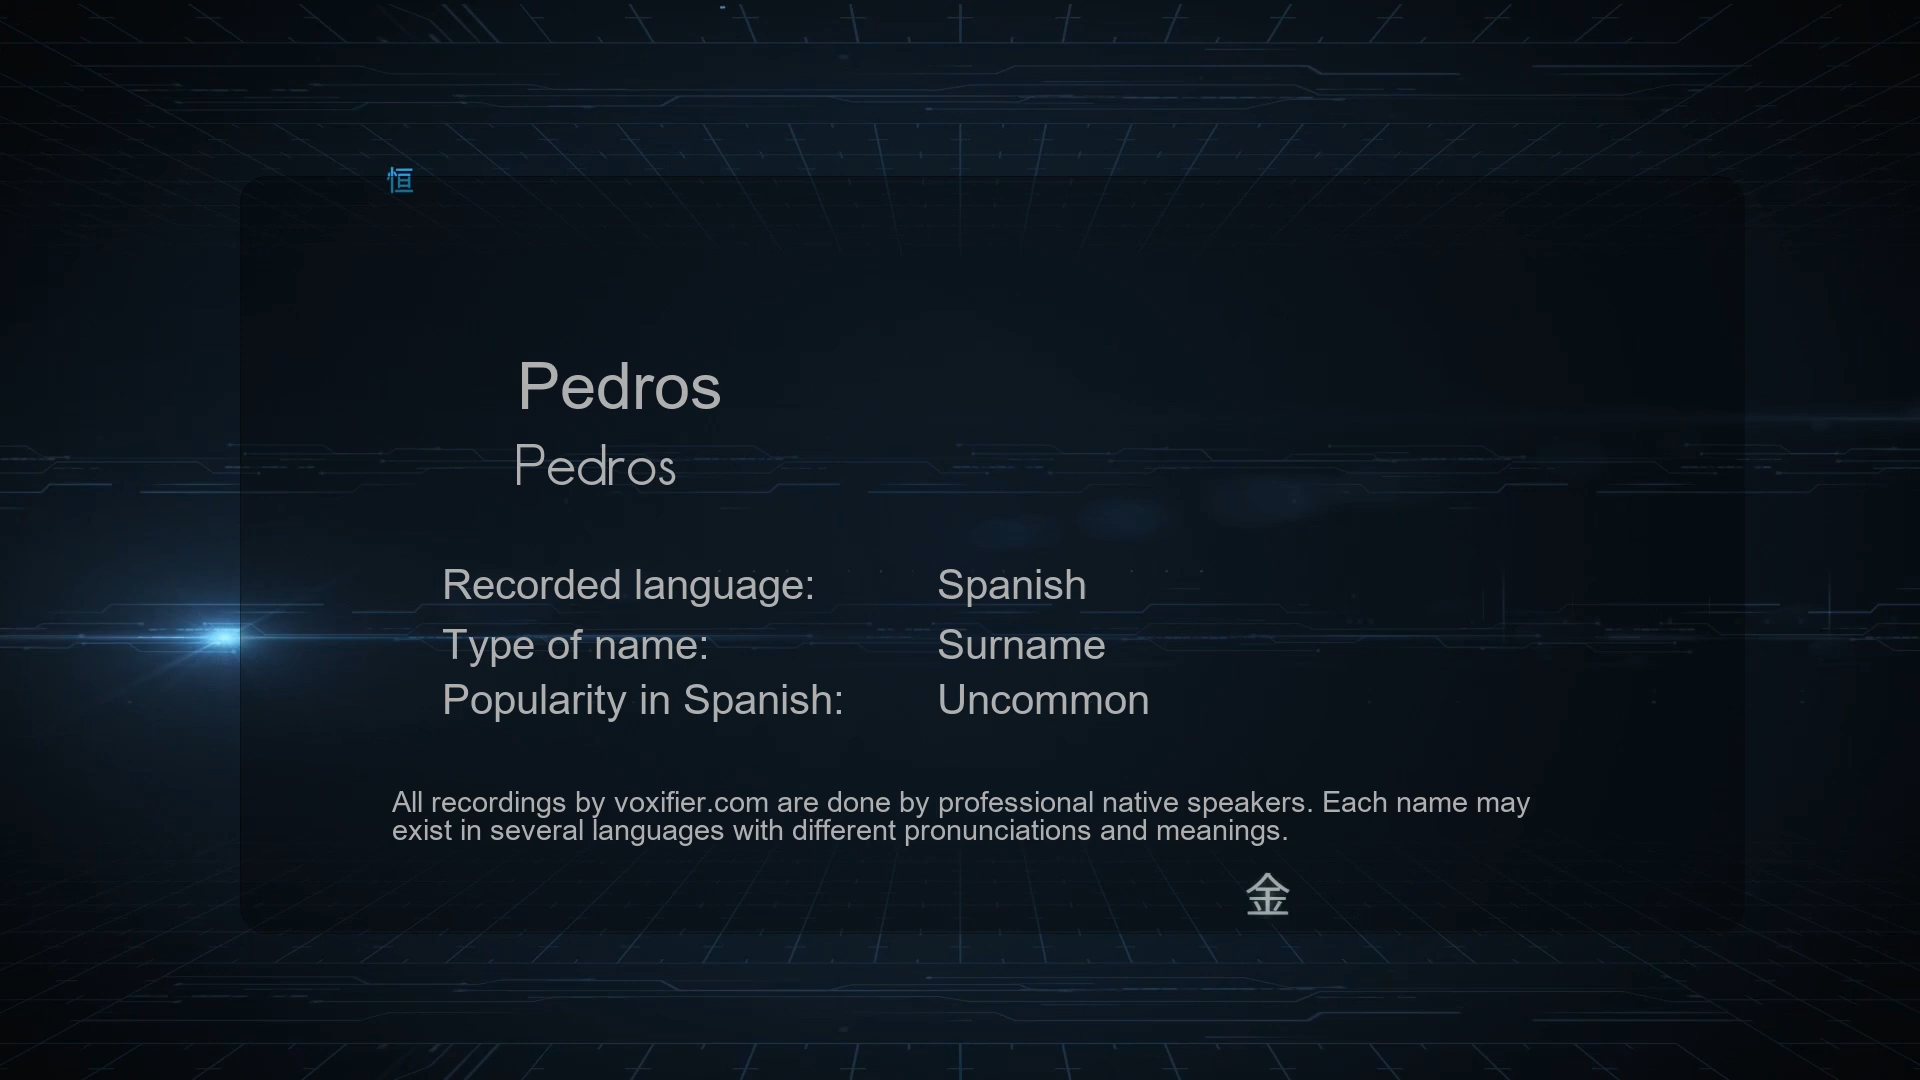 恒
Pedros
Pedros
Recorded language: Spanish
Type of name: Surname
Popularity in Spanish: Uncommon
All recordings by voxifier.com are done by professional native speakers. Each name may
exist in several languages with different pronunciations and meanings.
金